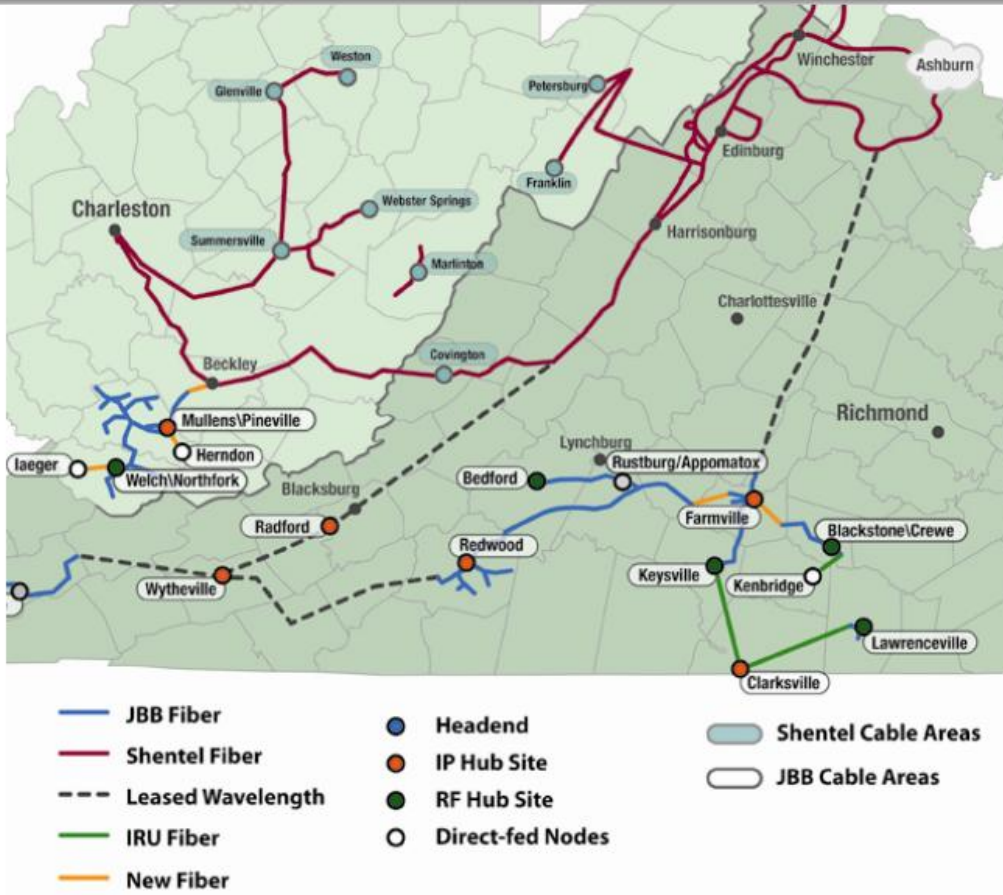 Weston
Winchester
Glenville
Petersburg
Ashburn
Edinburg
Franklin
Webster Springs
Charleston
Summersville
Harrisonburg
Marlinton
Charlottesville
Covington
Beckley
Richmond
Mullens\Pineville
Lynchburg
Herndon
Rustburg/Appomatox
Iaeger
Welch\Northfork
Bedford
Blacksburg
Farmville
Radford
Blackstone\Crewe
Redwood
Keysville
Kenbridge
Wytheville
Lawrenceville
Clarksville
JBB Fiber
Shentel Fiber
Leased Wavelength
IRU Fiber
New Fiber
Headend
IP Hub Site
RF Hub Site
Direct-fed Nodes
Shentel Cable Areas
JBB Cable Areas